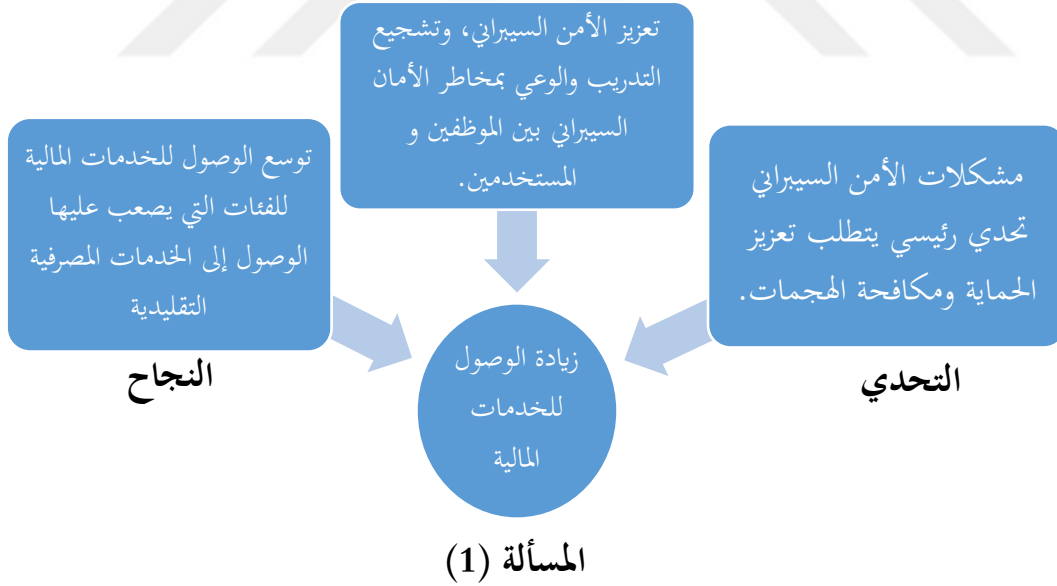 تعزيز الأمن السيبراني، وتشجيع
التدريب والوعي بمخاطر الأمان
السيبراني بين الموظفين و
المستخدمين.
مشكلات الأمن السيبراني
تحدي رئيسي يتطلب تعزيز
الحماية ومكافحة الهجمات.
التحدي
توسع الوصول للخدمات المالية
للفئات التي يصعب عليها
الوصول إلى الخدمات المصرفية
التقليدية
النجاح
زيادة الوصول
للخدمات
المالية
المسألة (1)